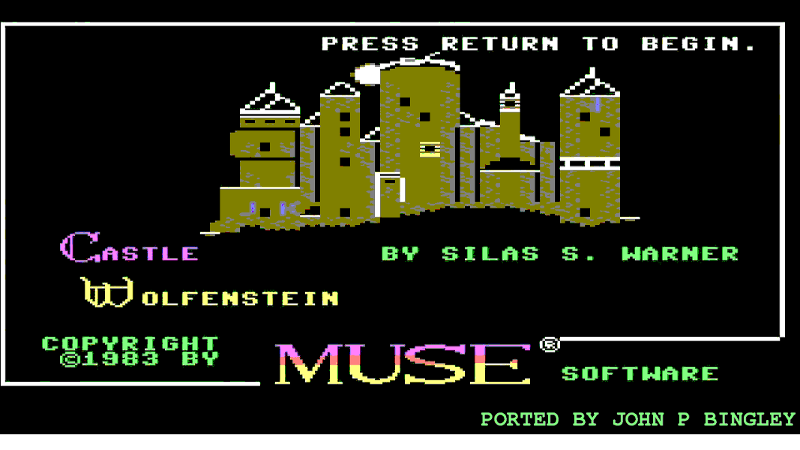 PRESS RETURN TO BEGIN.
CASTLE
WOLFENSTEIN
BY SILAS S. WARNER
COPYRIGHT
©1983 BY
MUSE®
SOFTWARE
PORTED BY JOHN P BINGLEY